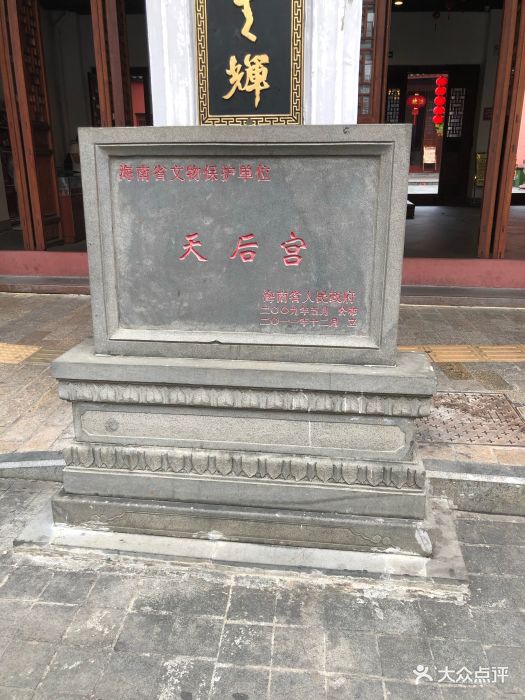 之輝
海南省文物保护单位
天后宫
海南省人民政府
二〇〇九年五月 公布
二〇一一年十二月 立
大众点评